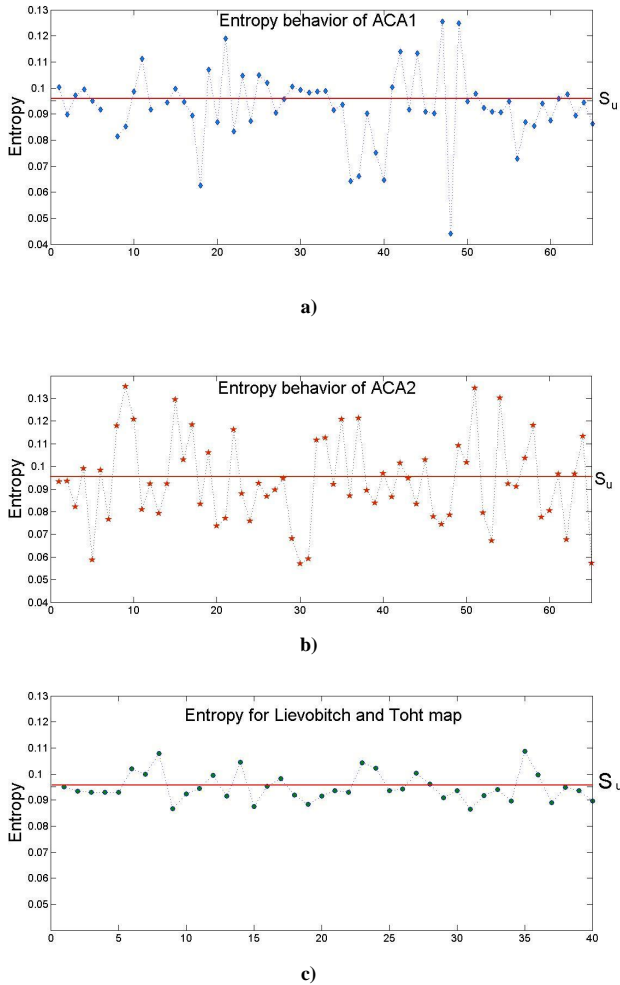 Entropy behavior of ACA1
0.13
0.12
0.11
0.1
0.09
0.08
0.07
0.06
0.05
0.04
Entropy
Su
0 10 20 30 40 50 60
a)
Entropy behavior of ACA2
0.13
0.12
0.11
0.1
0.09
0.08
0.07
0.06
0.05
0.04
Entropy
Su
0 10 20 30 40 50 60
b)
0.13
Entropy for Lievobitch and Toht map
0.12
0.11
0.1
0.09
0.08
0.07
0.06
0.05
Entropy
Su
0 5 10 15 20 25 30 35 40
c)